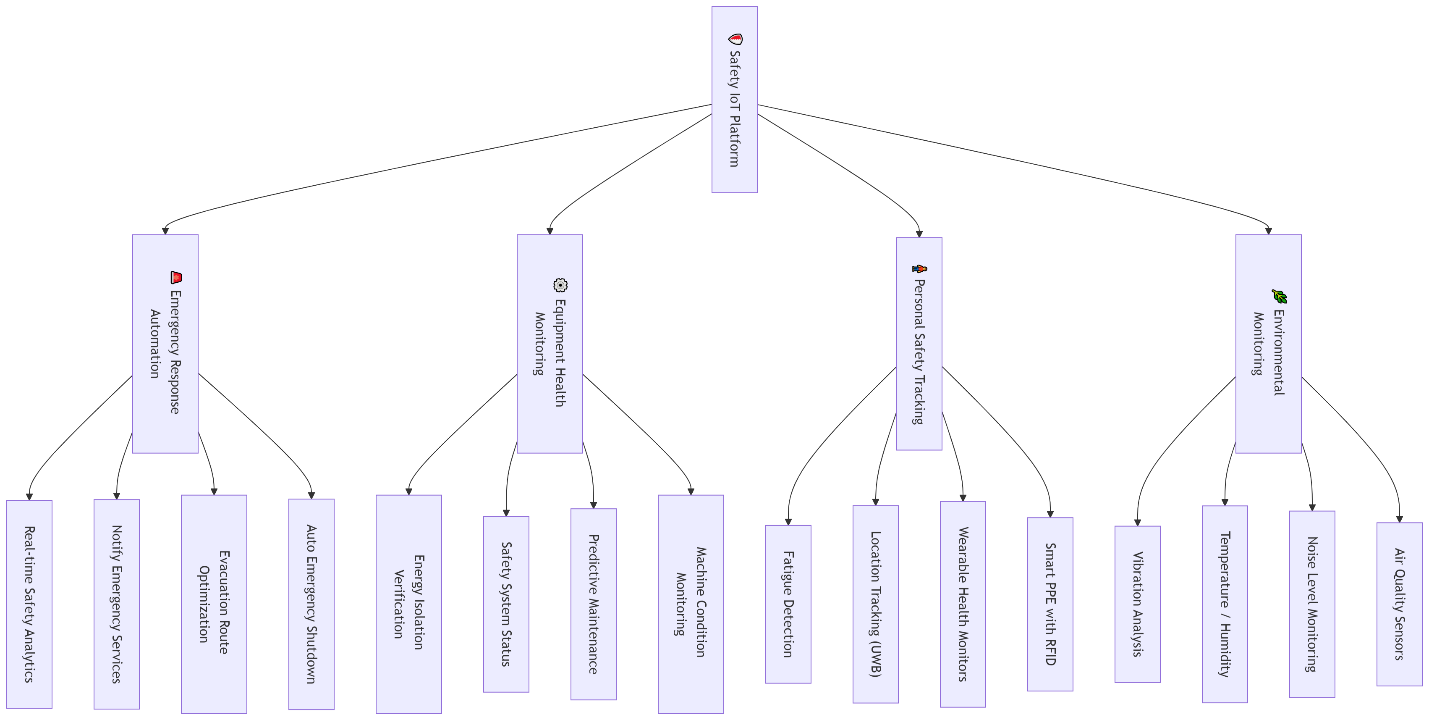 🛡️ Safety IoT Platform
🚨 Emergency Response
Automation
⚙️ Equipment Health
Monitoring
👷 Personal Safety Tracking
🌿 Environmental
Monitoring
Real-time Safety Analytics
Notify Emergency Services
Evacuation Route
Optimization
Auto Emergency Shutdown
Energy Isolation
Verification
Safety System Status
Predictive Maintenance
Machine Condition
Monitoring
Fatigue Detection
Location Tracking (UWB)
Wearable Health Monitors
Smart PPE with RFID
Vibration Analysis
Temperature / Humidity
Noise Level Monitoring
Air Quality Sensors